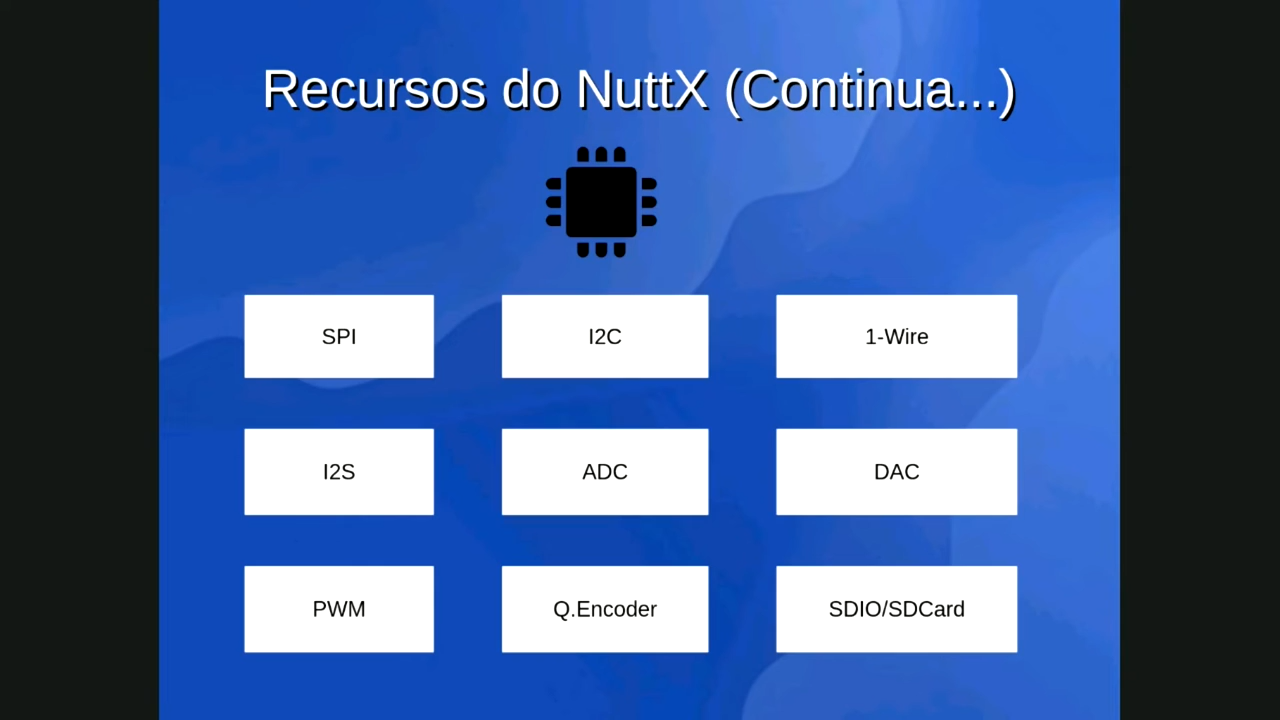 Recursos do NuttX (Continua...)
SPI
I2C
1-Wire
I2S
ADC
DAC
PWM
Q.Encoder
SDIO/SDCard